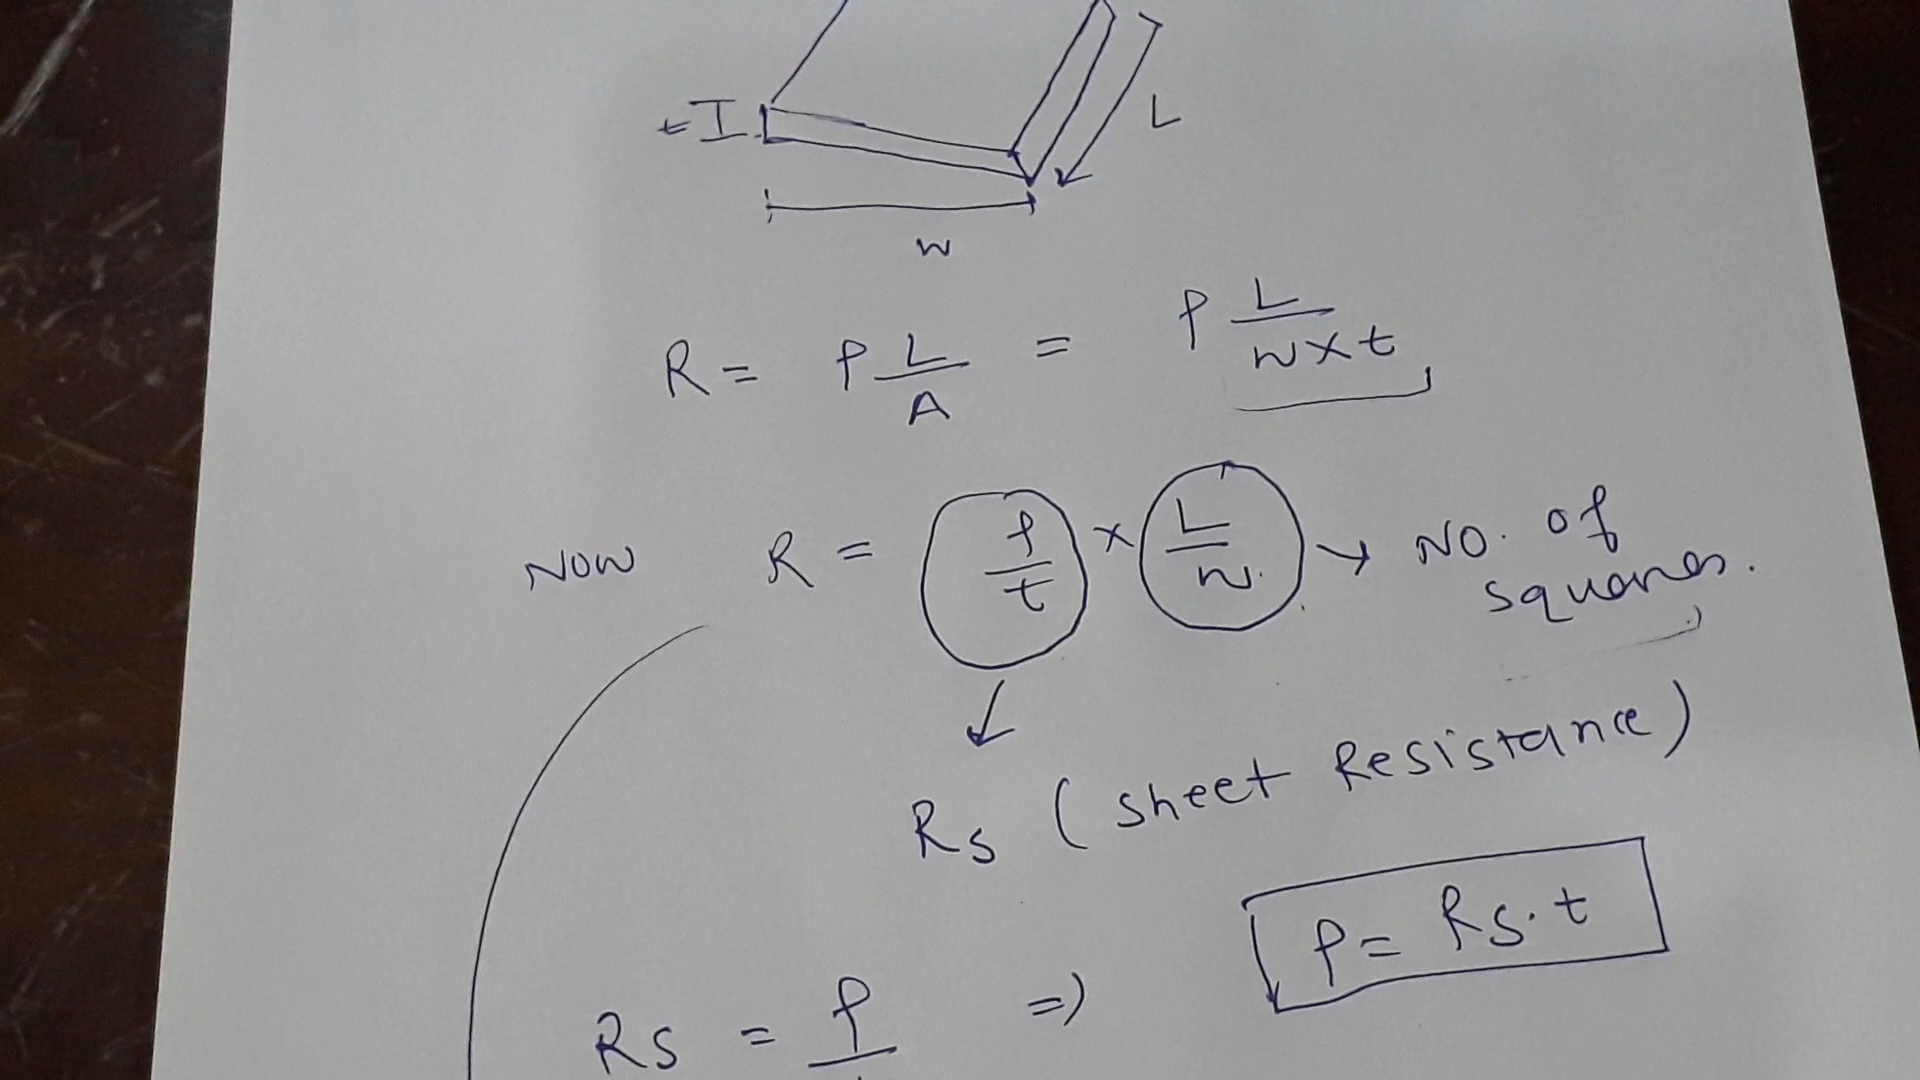 t
L
W
R = ρ L/A = ρ L/(W×t)
NOW R = ρ/t × L/W → NO. of squares.
Rs (sheet Resistance)
ρ = Rs·t
Rs = ρ/ =>